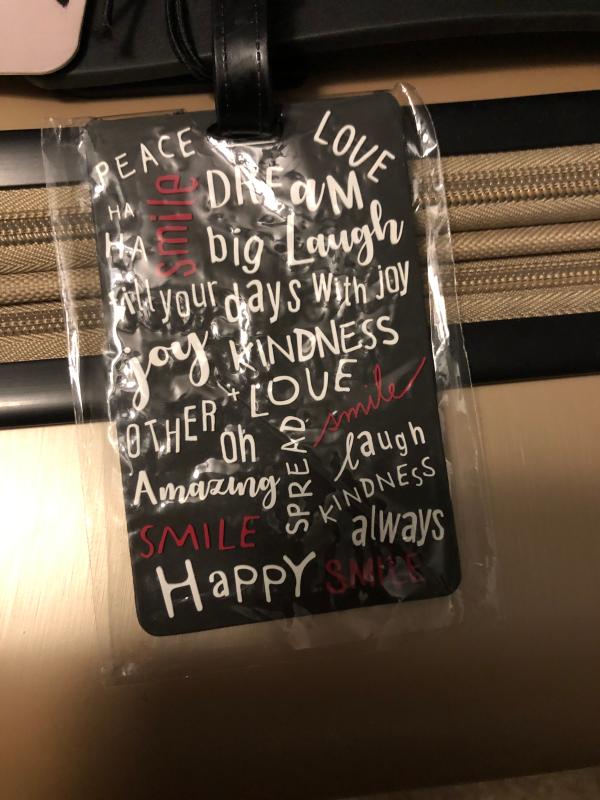 PEACE
LOVE
HA
smile
DREaM
HA
big Laugh
Fill your days with joy
joy
KINDNESS
+ LOVE
OTHER
smile
Oh
SPREAD
laugh
Amazing
KINDNESS
SMILE
always
HaPPY
SMILE